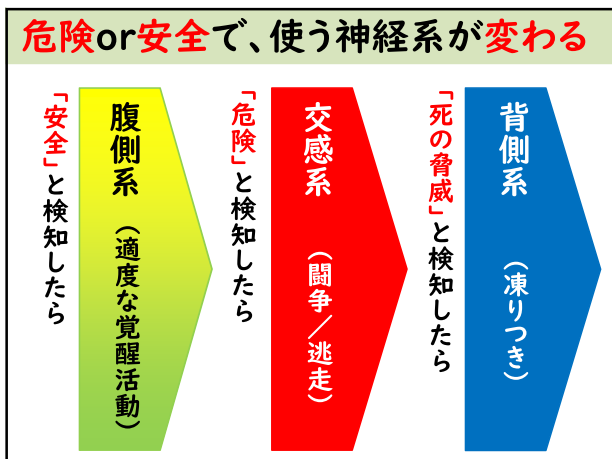 危険or安全で、使う神経系が変わる
「安全」と検知したら
腹側系（適度な覚醒活動）
「危険」と検知したら
交感系（闘争／逃走）
「死の脅威」と検知したら
背側系（凍りつき）